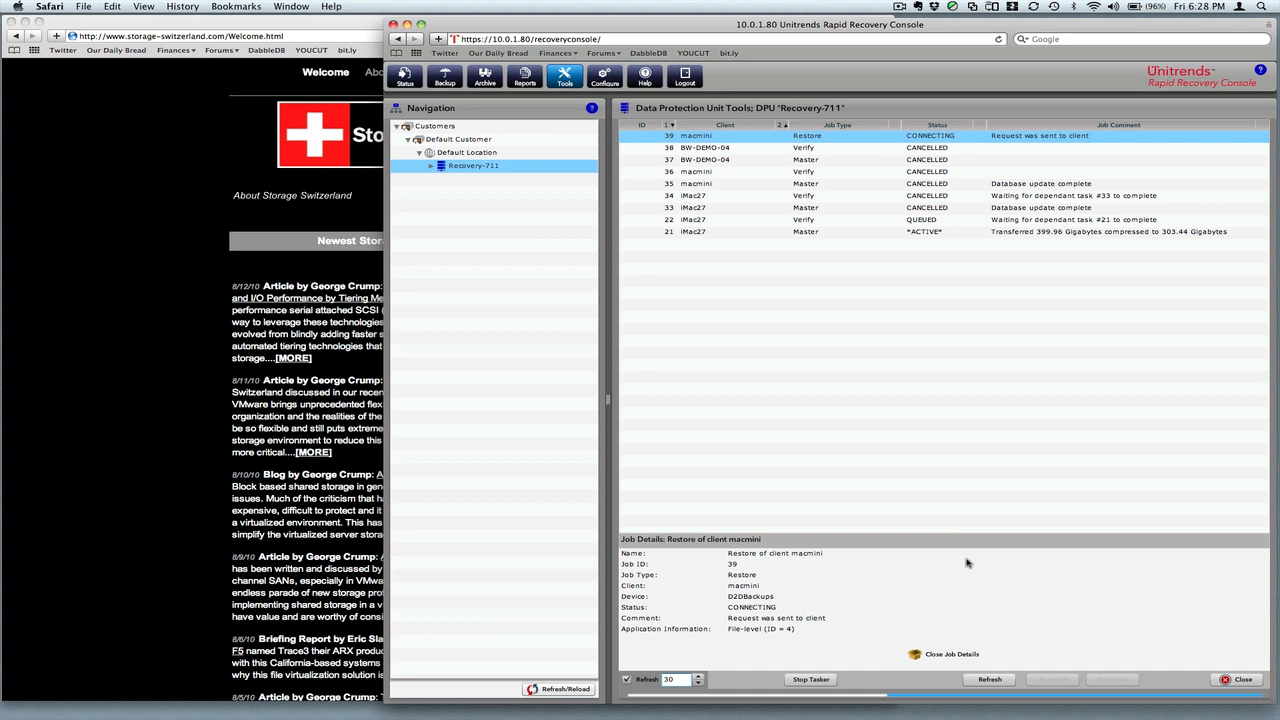 Safari File Edit View History Bookmarks Window Help (96%) Fri 6:28 PM
http://www.storage-switzerland.com/Welcome.html
Twitter Our Daily Bread Finances Forums DabbleDB YOUCUT bit.ly
Welcome
Sto
About Storage Switzerland
Newest Stor
8/12/10 Article by George Crump:
and I/O Performance by Tiering Me
performance serial attached SCSI (
way to leverage these technologies
evolved from blindly adding faster s
automated tiering technologies that
storage....[MORE]
8/11/10 Article by George Crump:
Switzerland discussed in our recen
VMware brings unprecedented flex
organization and the realities of the
be so flexible and still puts extreme
storage environment to reduce this
more critical....[MORE]
8/10/10 Blog by George Crump: A
Block based shared storage in gen
issues. Much of the criticism that h
expensive, difficult to protect and it
a virtualized environment. This has
simplify the virtualized server stora
8/9/10 Article by George Crump:
has been written and discussed by
channel SANs, especially in VMwa
endless parade of new storage prot
implementing shared storage in a v
have value and are worthy of consi
8/6/10 Briefing Report by Eric Sla
F5 named Trace3 their ARX produc
with this California-based systems
why this file virtualization solution is
8/5/10 Article by George Crump:
10.0.1.80 Unitrends Rapid Recovery Console
https://10.0.1.80/recoveryconsole/
Google
Twitter Our Daily Bread Finances Forums DabbleDB YOUCUT bit.ly
Status Backup Archive Reports Tools Configure Help Logout
Unitrends™
Rapid Recovery Console
Navigation
Customers
Default Customer
Default Location
Recovery-711
Refresh/Reload
Data Protection Unit Tools; DPU "Recovery-711"
ID 1 Client 2 Job Type Status Job Comment
39 macmini Restore CONNECTING Request was sent to client
38 BW-DEMO-04 Verify CANCELLED
37 BW-DEMO-04 Master CANCELLED
36 macmini Verify CANCELLED
35 macmini Master CANCELLED Database update complete
34 iMac27 Verify CANCELLED Waiting for dependant task #33 to complete
33 iMac27 Master CANCELLED Database update complete
22 iMac27 Verify QUEUED Waiting for dependant task #21 to complete
21 iMac27 Master *ACTIVE* Transferred 399.96 Gigabytes compressed to 303.44 Gigabytes
Job Details: Restore of client macmini
Name: Restore of client macmini
Job ID: 39
Job Type: Restore
Client: macmini
Device: D2DBackups
Status: CONNECTING
Comment: Request was sent to client
Application Information: File-level (ID = 4)
Close Job Details
Refresh 30 Stop Tasker Refresh Close